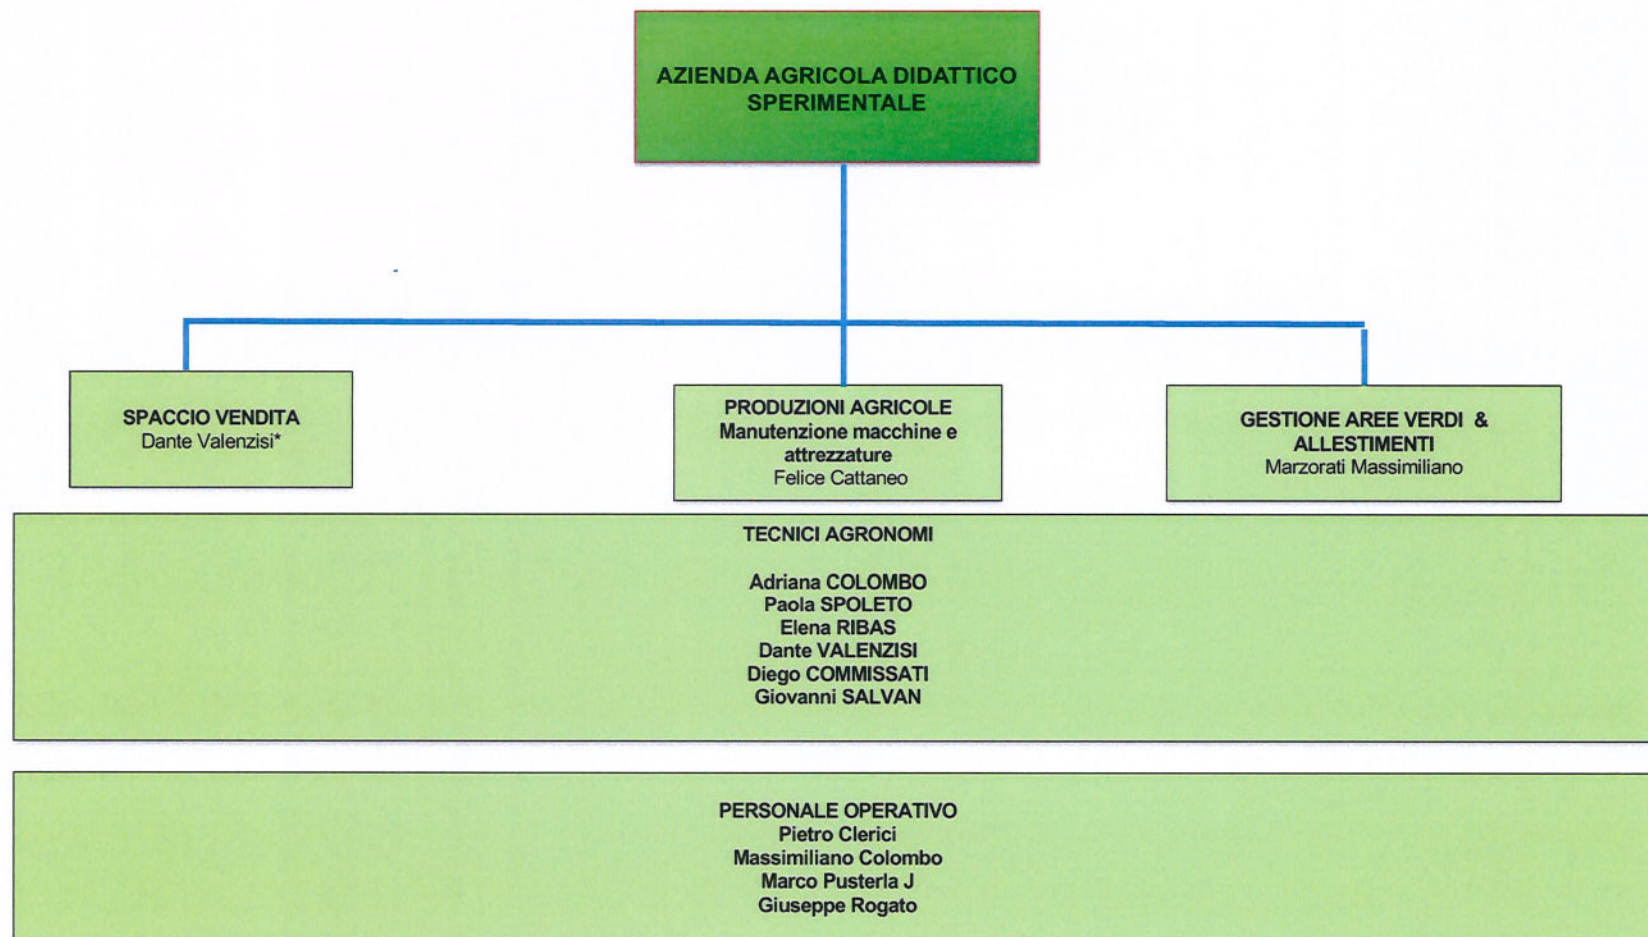 AZIENDA AGRICOLA DIDATTICO
SPERIMENTALE
SPACCIO VENDITA
Dante Valenzisi*
PRODUZIONI AGRICOLE
Manutenzione macchine e
attrezzature
Felice Cattaneo
GESTIONE AREE VERDI &
ALLESTIMENTI
Marzorati Massimiliano
TECNICI AGRONOMI
Adriana COLOMBO
Paola SPOLETO
Elena RIBAS
Dante VALENZISI
Diego COMMISSATI
Giovanni SALVAN
PERSONALE OPERATIVO
Pietro Clerici
Massimiliano Colombo
Marco Pusterla J
Giuseppe Rogato